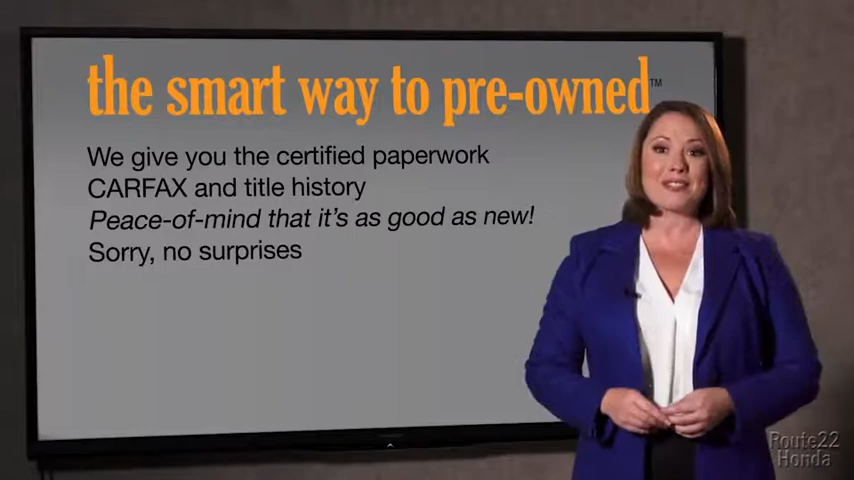 the smart way to pre-owned™
We give you the certified paperwork
CARFAX and title history
Peace-of-mind that it's as good as new!
Sorry, no surprises
Route22
Honda